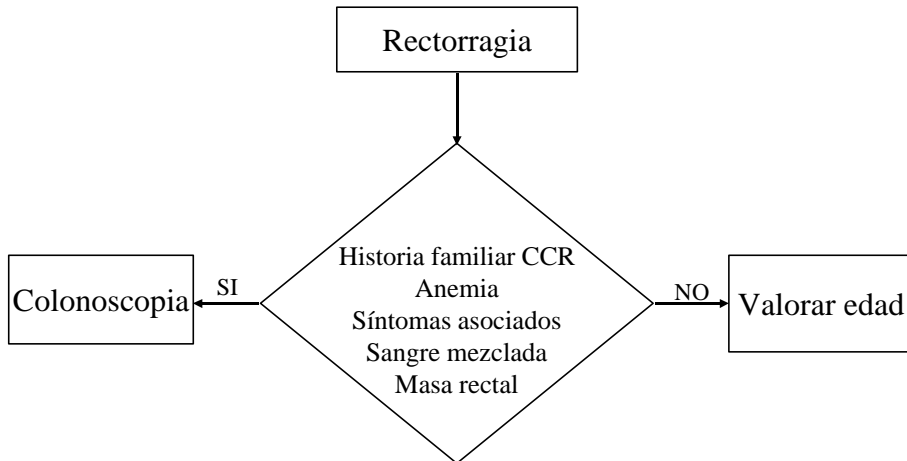 Rectorragia
Historia familiar CCR
Anemia
Síntomas asociados
Sangre mezclada
Masa rectal
SI
Colonoscopia
NO
Valorar edad